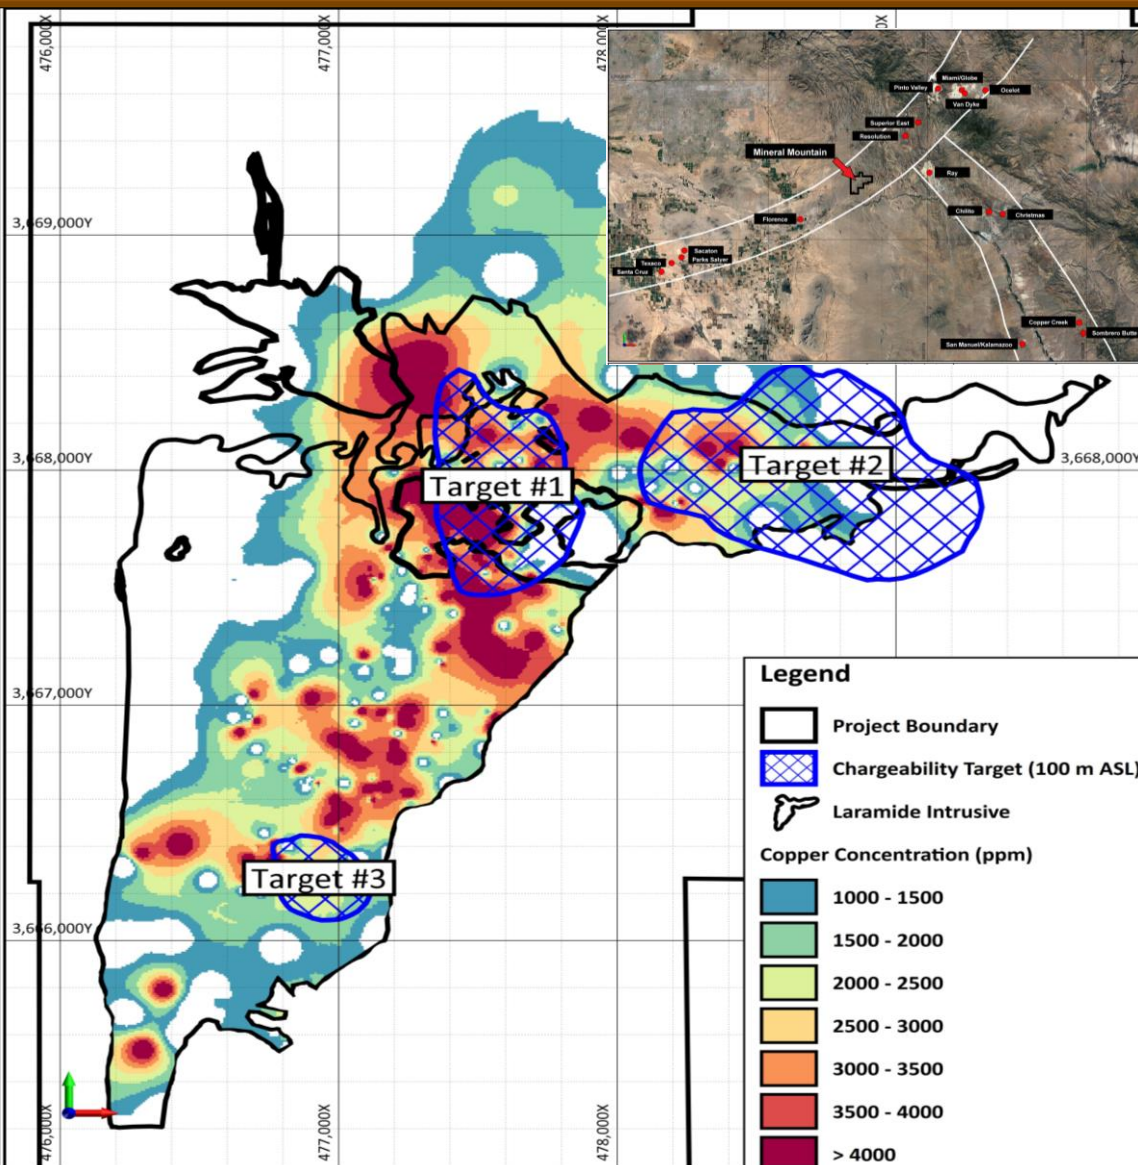 476,000X
477,000X
478,000X
3,669,000Y
3,668,000Y
3,668,000Y
3,667,000Y
3,666,000Y
476,000X
477,000X
478,000X
Miami/Globe
Pinto Valley
Ocelot
Van Dyke
Superior East
Resolution
Mineral Mountain
Ray
Chilito
Christmas
Florence
Sacaton
Parks Salyer
Texaco
Santa Cruz
Copper Creek
Sombrero Butte
San Manuel/Kalamazoo
Target #1
Target #2
Target #3
Legend
Project Boundary
Chargeability Target (100 m ASL)
Laramide Intrusive
Copper Concentration (ppm)
1000 - 1500
1500 - 2000
2000 - 2500
2500 - 3000
3000 - 3500
3500 - 4000
> 4000